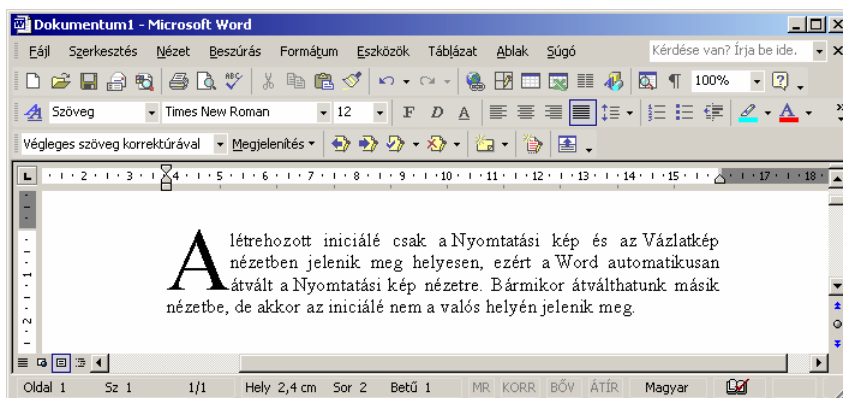 Dokumentum1 - Microsoft Word
Fájl Szerkesztés Nézet Beszúrás Formátum Eszközök Táblázat Ablak Súgó Kérdése van? Írja be ide.
100%
Szöveg Times New Roman 12 F D A
Végleges szöveg korrektúrával Megjelenítés
2 3 4 5 6 7 8 9 10 11 12 13 14 15 17 18
A létrehozott iniciálé csak a Nyomtatási kép és az Vázlatkép
nézetben jelenik meg helyesen, ezért a Word automatikusan
átvált a Nyomtatási kép nézetre. Bármikor átválthatunk másik
nézetbe, de akkor az iniciálé nem a valós helyén jelenik meg.
1
2
Oldal 1 Sz 1 1/1 Hely 2,4 cm Sor 2 Betű 1 MR KORR BŐV ÁTÍR Magyar